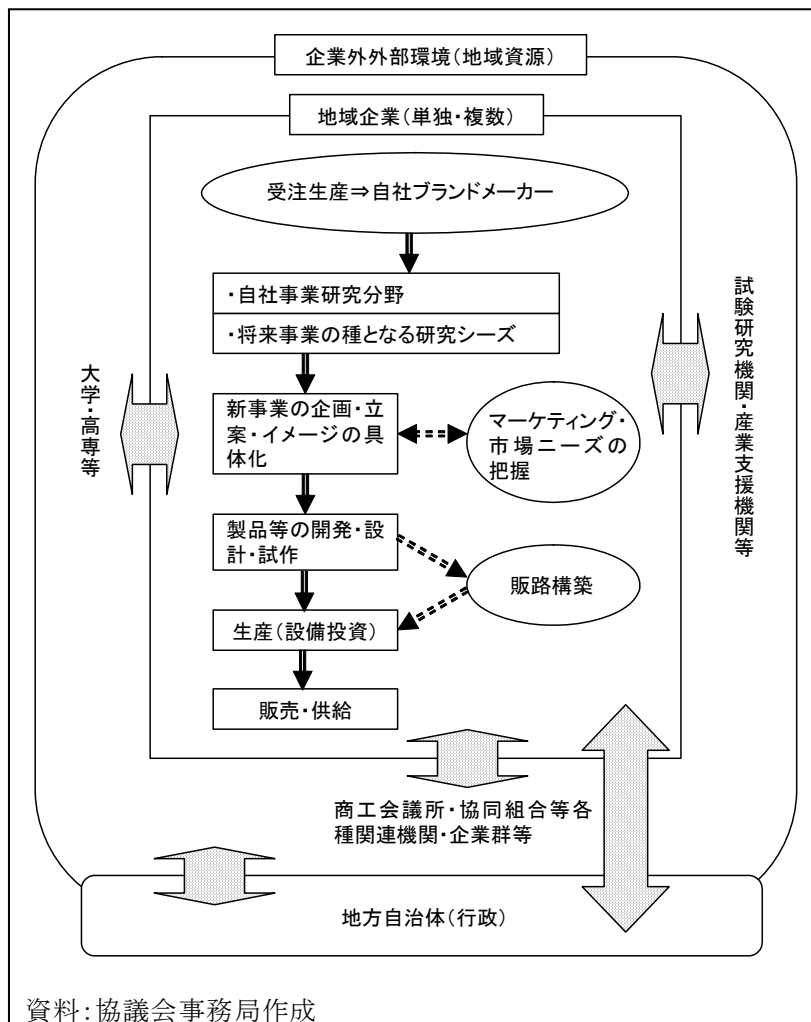 企業外外部環境(地域資源)
地域企業(単独・複数)
受注生産⇒自社ブランドメーカー
・自社事業研究分野
・将来事業の種となる研究シーズ
新事業の企画・立
案・イメージの具
体化
マーケティング・
市場ニーズの
把握
製品等の開発・設
計・試作
販路構築
生産(設備投資)
販売・供給
大学・高専等
試験研究機関・産業支援機関等
商工会議所・協同組合等各
種関連機関・企業群等
地方自治体(行政)
資料:協議会事務局作成